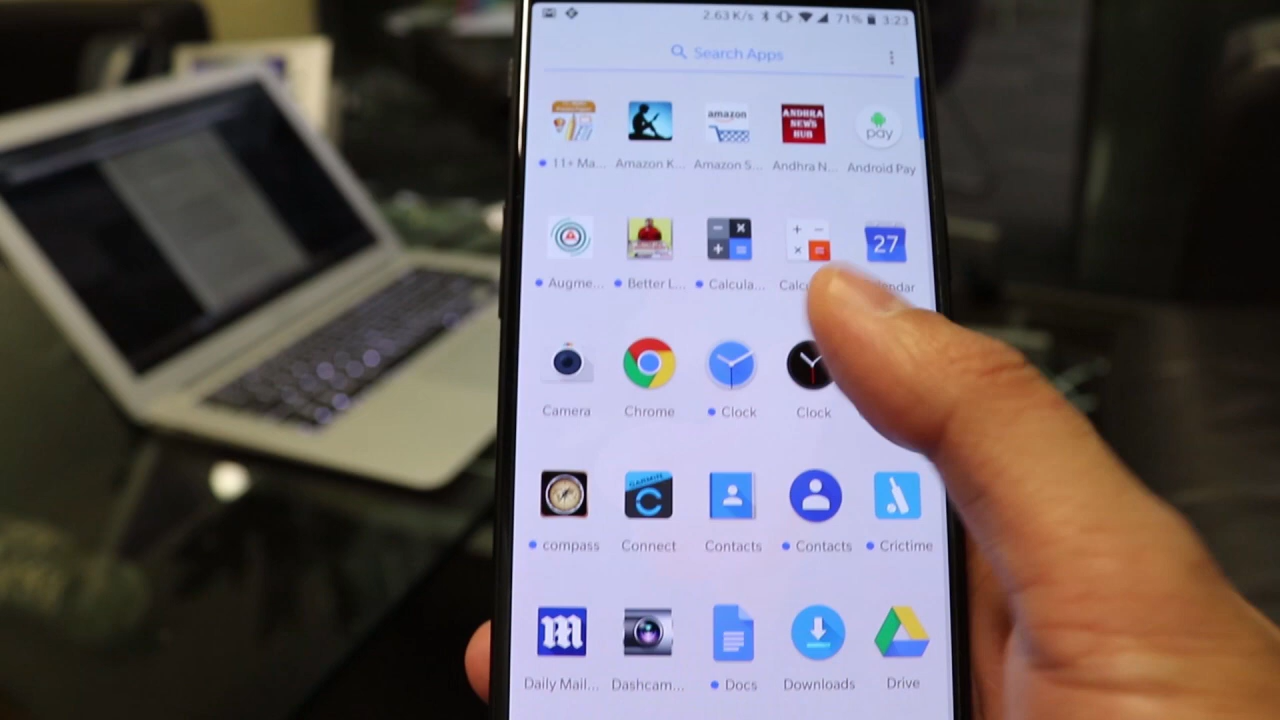 2.63 K/s 71% 3:23
Search Apps
amazon
ANDHRA NEWS HUB
pay
11+ Ma... Amazon K... Amazon S... Andhra N... Android Pay
27
Augme... Better L... Calcula... Calcu ndar
Camera Chrome Clock Clock
GARMIN
compass Connect Contacts Contacts Crictime
m
Daily Mail... Dashcam... Docs Downloads Drive